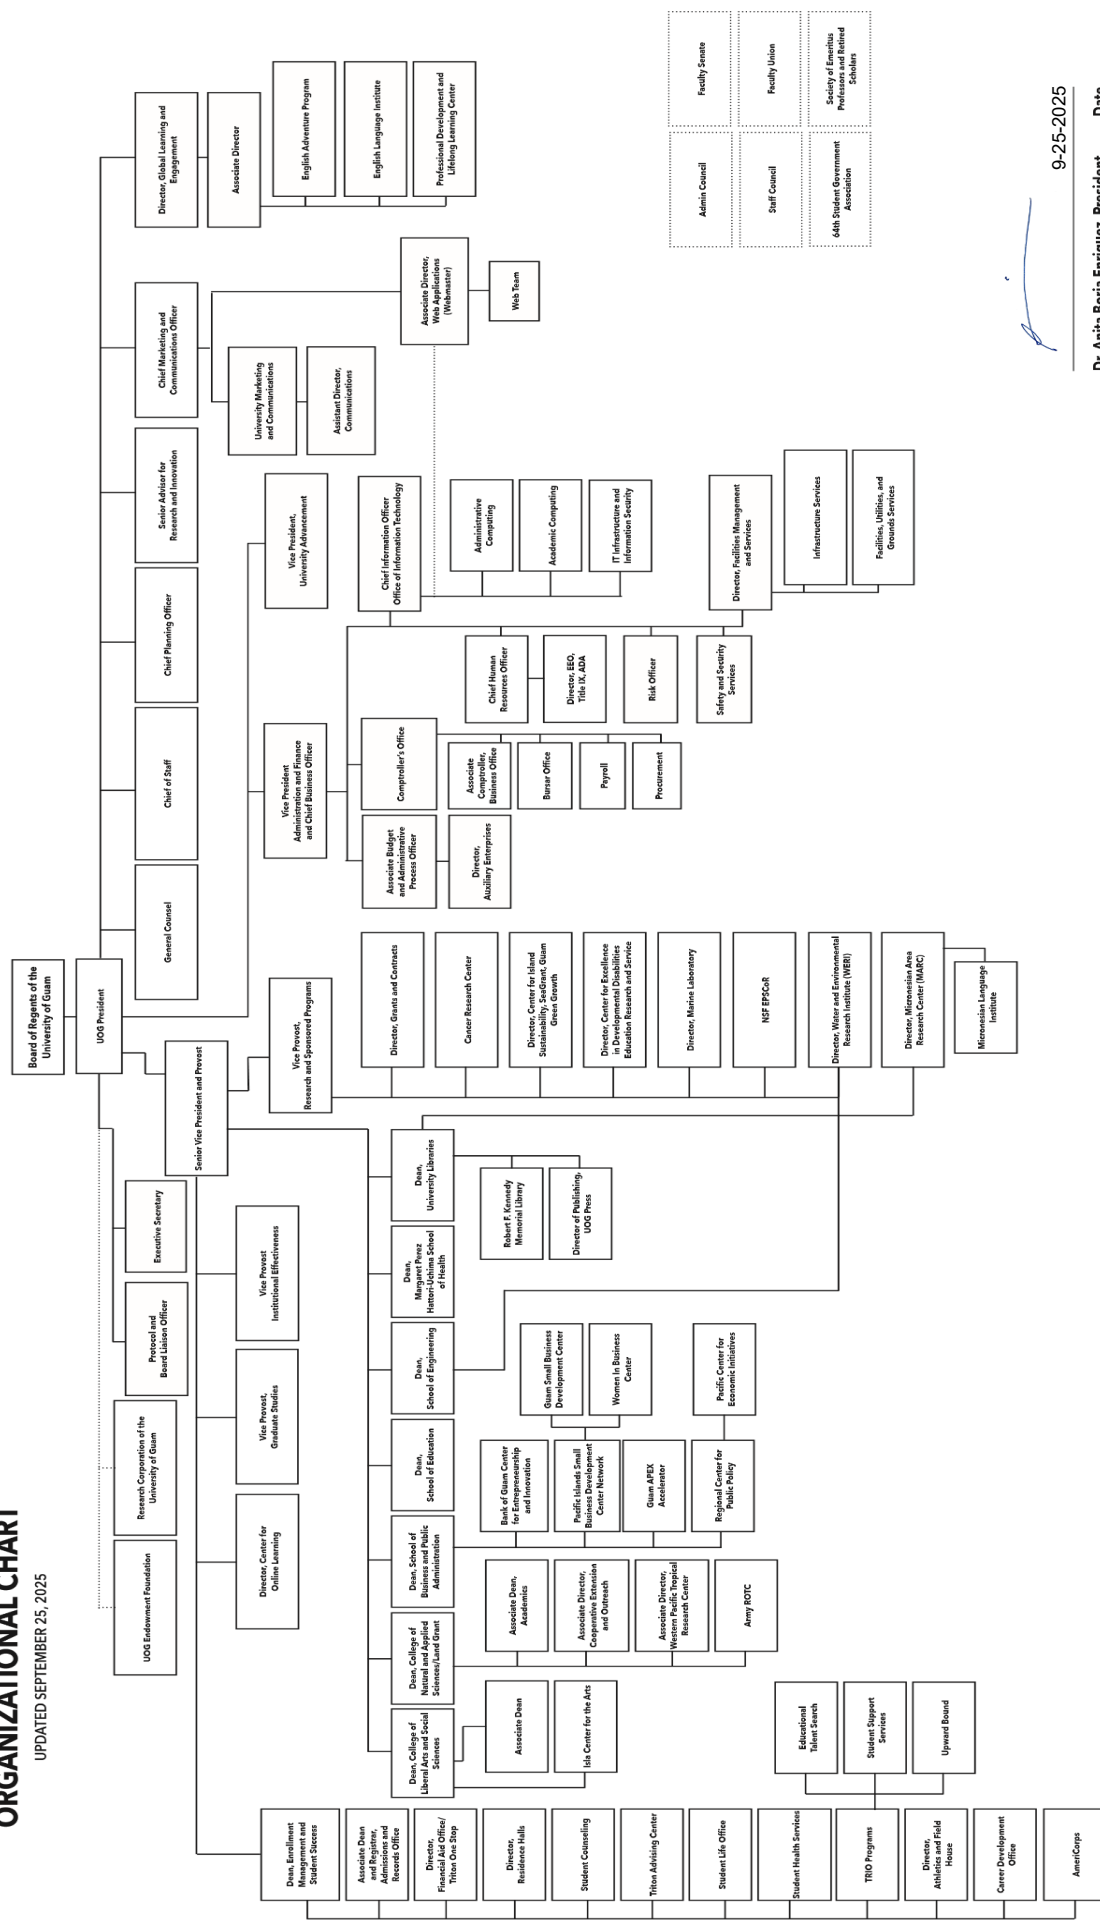 ORGANIZATIONAL CHART
UPDATED SEPTEMBER 25, 2025
Board of Regents of the
University of Guam
UOG President
General Counsel
Chief of Staff
Chief Planning Officer
Senior Advisor for
Research and Innovation
Chief Marketing and
Communications Officer
Director, Global Learning and
Engagement
Associate Director
English Adventure Program
English Language Institute
Professional Development and
Lifelong Learning Center
University Marketing
and Communications
Assistant Director,
Communications
Associate Director,
Web Applications
(Webmaster)
Web Team
UOG Endowment Foundation
Research Corporation of the
University of Guam
Protocol and
Board Liaison Officer
Executive Secretary
Senior Vice President and Provost
Director, Center for
Online Learning
Vice Provost,
Graduate Studies
Vice Provost
Institutional Effectiveness
Vice Provost,
Research and Sponsored Programs
Vice President
Administration and Finance
and Chief Business Officer
Vice President,
University Advancement
Associate Budget
and Administrative
Process Officer
Director,
Auxiliary Enterprises
Comptroller's Office
Associate
Comptroller,
Business Office
Bursar Office
Payroll
Procurement
Chief Information Officer
Office of Information Technology
Administrative
Computing
Academic Computing
IT Infrastructure and
Information Security
Chief Human
Resources Officer
Director, EEO,
Title IX, ADA
Risk Officer
Safety and Security
Services
Director, Facilities Management
and Services
Infrastructure Services
Facilities, Utilities, and
Grounds Services
Director, Grants and Contracts
Cancer Research Center
Director, Center for Island
Sustainability, SeaGrant, Guam
Green Growth
Director, Center for Excellence
in Developmental Disabilities
Education Research and Service
Director, Marine Laboratory
NSF EPSCoR
Director, Water and Environmental
Research Institute (WERI)
Director, Micronesian Area
Research Center (MARC)
Micronesian Language
Institute
Dean, College of
Liberal Arts and Social
Sciences
Associate Dean
Isla Center for the Arts
Dean, College of
Natural and Applied
Sciences/Land Grant
Associate Dean,
Academics
Associate Director,
Cooperative Extension
and Outreach
Associate Director,
Western Pacific Tropical
Research Center
Army ROTC
Dean, School of
Business and Public
Administration
Bank of Guam Center
for Entrepreneurship
and Innovation
Pacific Islands Small
Business Development
Center Network
Guam APEX
Accelerator
Regional Center for
Public Policy
Guam Small Business
Development Center
Women In Business
Center
Pacific Center for
Economic Initiatives
Dean,
School of Education
Dean,
School of Engineering
Dean,
Margaret Perez
Hattori-Uchima School
of Health
Dean,
University Libraries
Robert F. Kennedy
Memorial Library
Director of Publishing,
UOG Press
Dean, Enrollment
Management and
Student Success
Associate Dean
and Registrar,
Admissions and
Records Office
Director,
Financial Aid Office/
Triton One Stop
Director,
Residence Halls
Student Counseling
Triton Advising Center
Student Life Office
Student Health Services
TRIO Programs
Educational
Talent Search
Student Support
Services
Upward Bound
Director,
Athletics and Field
House
Career Development
Office
AmeriCorps
Admin Council
Faculty Senate
Staff Council
Faculty Union
64th Student Government
Association
Society of Emeritus
Professors and Retired
Scholars
9-25-2025
Dr. Anita Borja Enriquez, President
Date